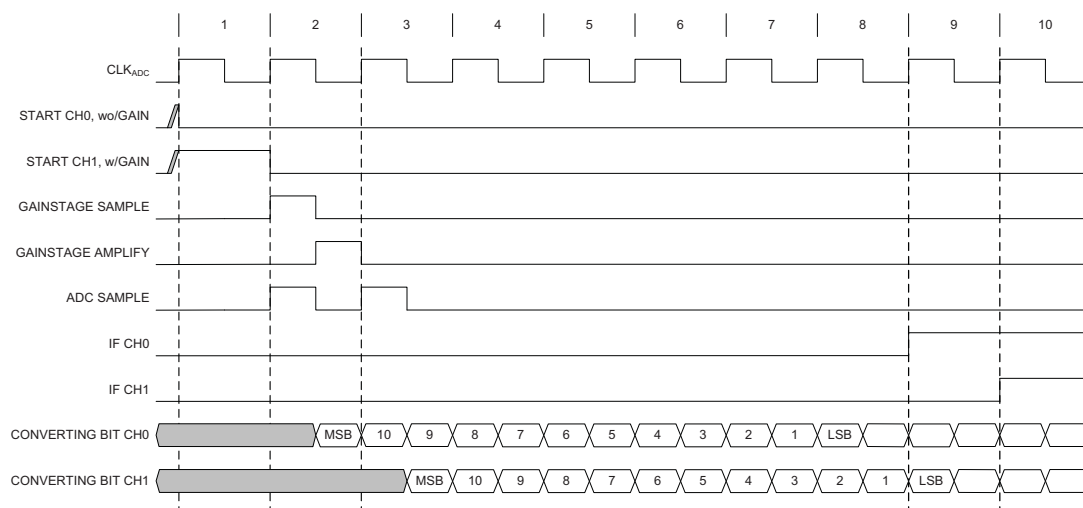 1 2 3 4 5 6 7 8 9 10
CLKADC
START CH0, wo/GAIN
START CH1, w/GAIN
GAINSTAGE SAMPLE
GAINSTAGE AMPLIFY
ADC SAMPLE
IF CH0
IF CH1
CONVERTING BIT CH0 MSB 10 9 8 7 6 5 4 3 2 1 LSB
CONVERTING BIT CH1 MSB 10 9 8 7 6 5 4 3 2 1 LSB